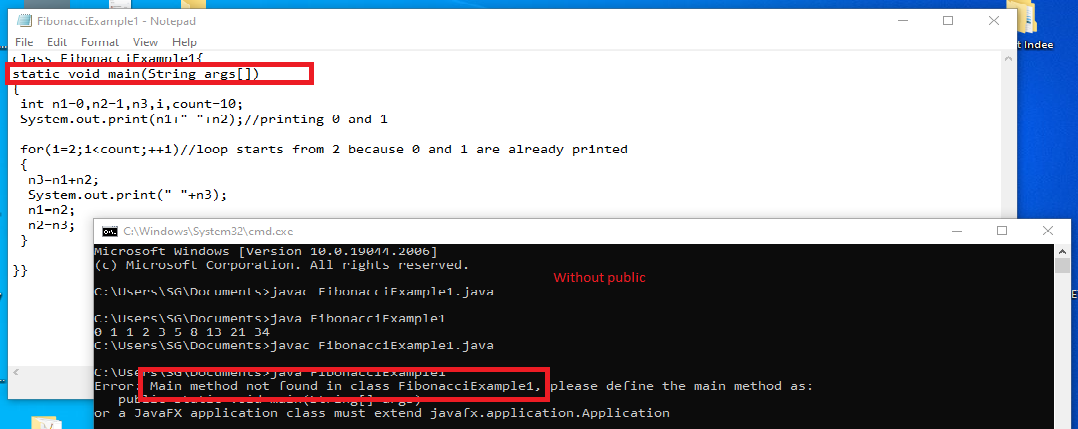 FibonacciExample1 - Notepad
File Edit Format View Help
t Indee
class FibonacciExample1{
static void main(String args[])
{
int n1=0,n2=1,n3,i,count=10;
System.out.print(n1+" "+n2);//printing 0 and 1
for(i=2;i<count;++i)//loop starts from 2 because 0 and 1 are already printed
{
n3=n1+n2;
System.out.print(" "+n3);
n1=n2;
n2=n3;
}
}}
C:\Windows\System32\cmd.exe
Microsoft Windows [Version 10.0.19044.2006]
(c) Microsoft Corporation. All rights reserved.
Without public
C:\Users\SG\Documents>javac FibonacciExample1.java
C:\Users\SG\Documents>java FibonacciExample1
0 1 1 2 3 5 8 13 21 34
C:\Users\SG\Documents>javac FibonacciExample1.java
C:\Users\SG\Documents>java FibonacciExample1
Error: Main method not found in class FibonacciExample1, please define the main method as:
public static void main(String[] args)
or a JavaFX application class must extend javafx.application.Application